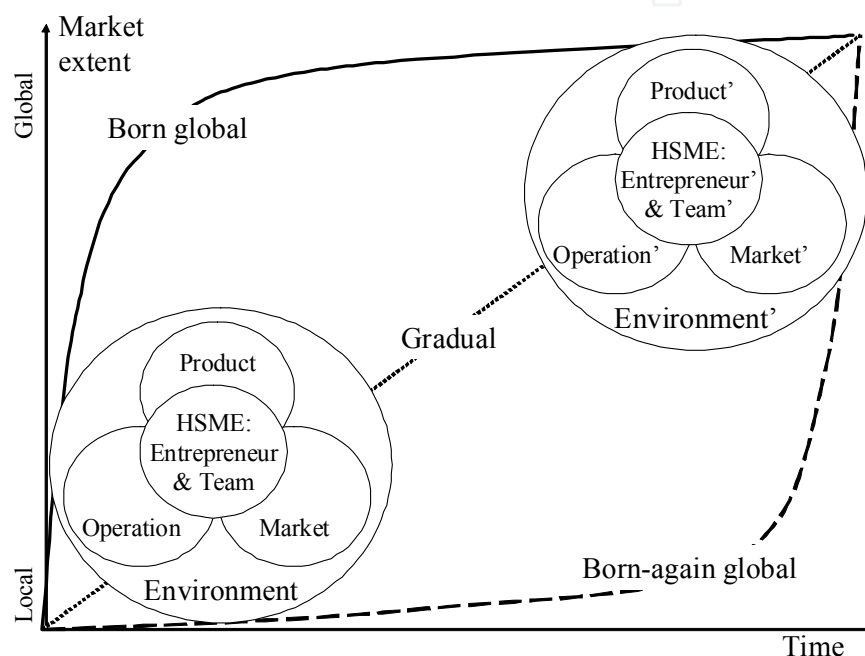 Market
extent
Global
Born global
Product’
HSME:
Entrepreneur’
& Team’
Operation’
Market’
Environment’
Gradual
Product
HSME:
Entrepreneur
& Team
Operation
Market
Environment
Born-again global
Local
Time